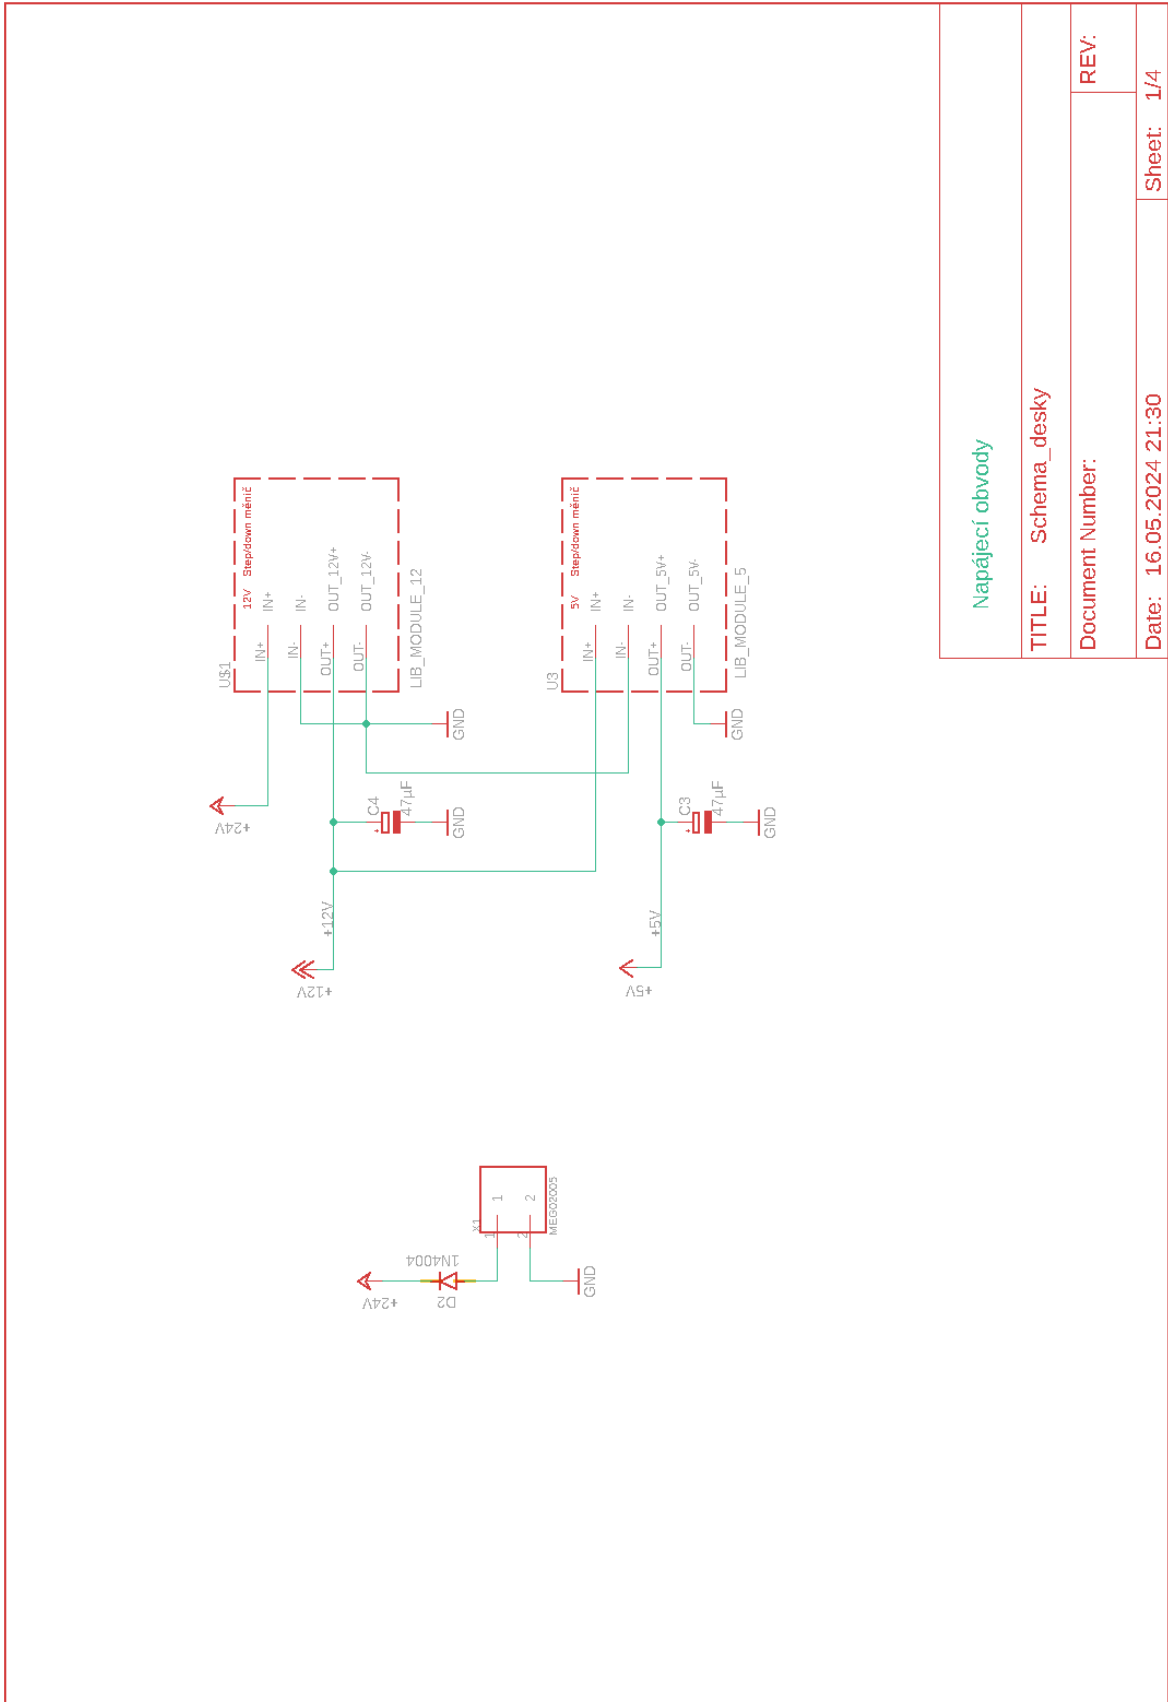 +24V
D2
1N4004
X1
1
2
1
2
MEG02005
GND
+12V
+12V
+24V
C4
47µF
GND
GND
U$1
12V Step/down měnič
IN+
IN+
IN-
IN-
OUT+
OUT_12V+
OUT-
OUT_12V-
LIB_MODULE_12
+5V
+5V
C3
47µF
GND
GND
U3
5V Step/down měnič
IN+
IN+
IN-
IN-
OUT+
OUT_5V+
OUT-
OUT_5V-
LIB_MODULE_5
Napájecí obvody
TITLE: Schema_desky
Document Number:
REV:
Date: 16.05.2024 21:30
Sheet: 1/4